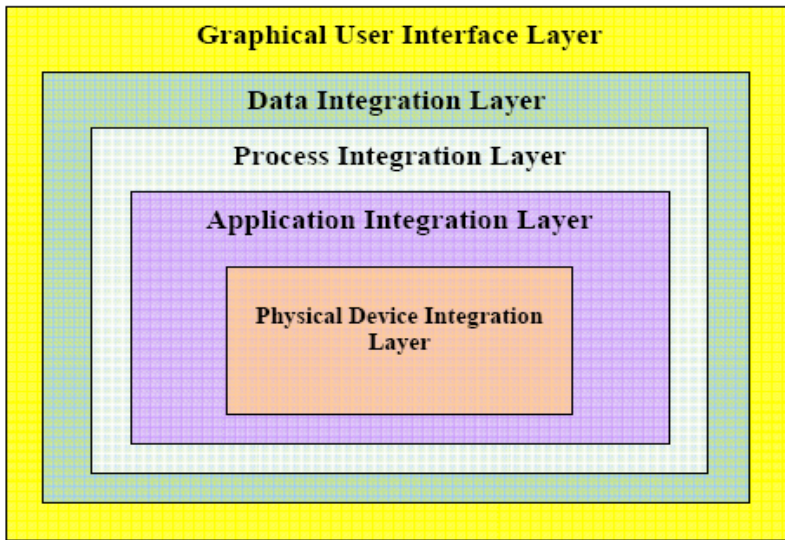 Graphical User Interface Layer
Data Integration Layer
Process Integration Layer
Application Integration Layer
Physical Device Integration
Layer